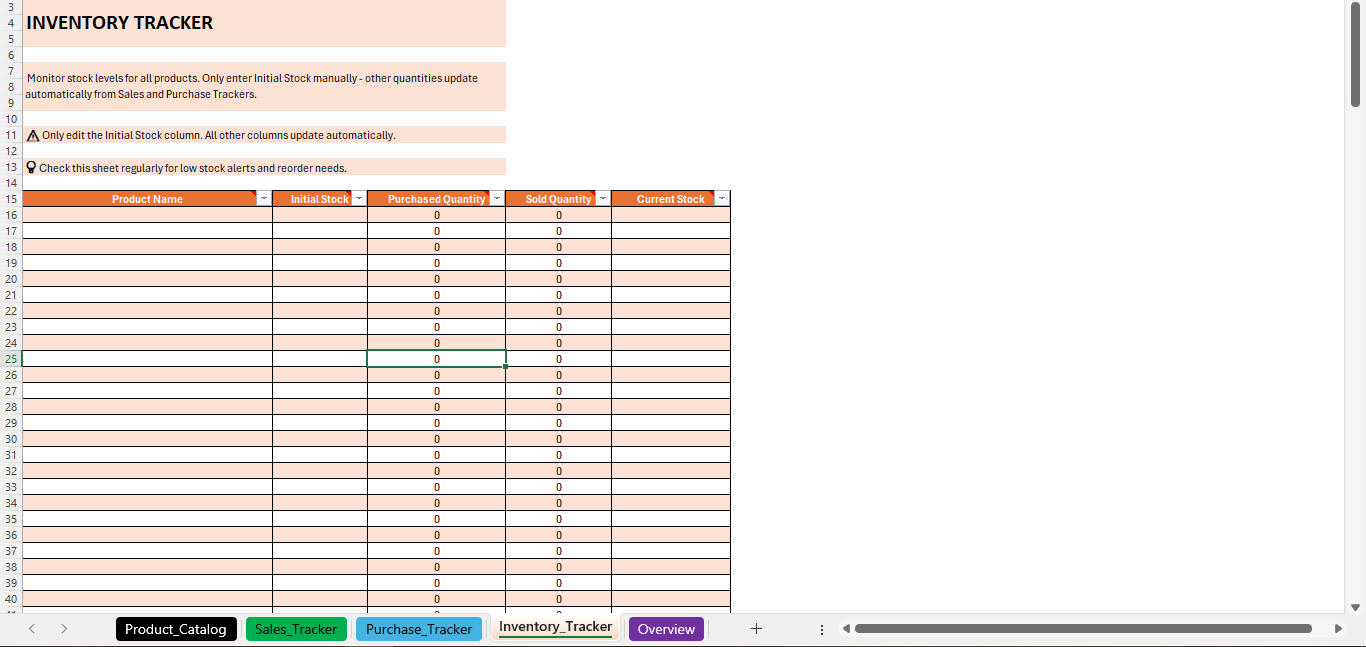 3
4 INVENTORY TRACKER
5
6
7 Monitor stock levels for all products. Only enter Initial Stock manually - other quantities update
8 automatically from Sales and Purchase Trackers.
9
10
11 Only edit the Initial Stock column. All other columns update automatically.
12
13 Check this sheet regularly for low stock alerts and reorder needs.
14
15 Product Name Initial Stock Purchased Quantity Sold Quantity Current Stock
16 0 0
17 0 0
18 0 0
19 0 0
20 0 0
21 0 0
22 0 0
23 0 0
24 0 0
25 0 0
26 0 0
27 0 0
28 0 0
29 0 0
30 0 0
31 0 0
32 0 0
33 0 0
34 0 0
35 0 0
36 0 0
37 0 0
38 0 0
39 0 0
40 0 0
Product_Catalog Sales_Tracker Purchase_Tracker Inventory_Tracker Overview